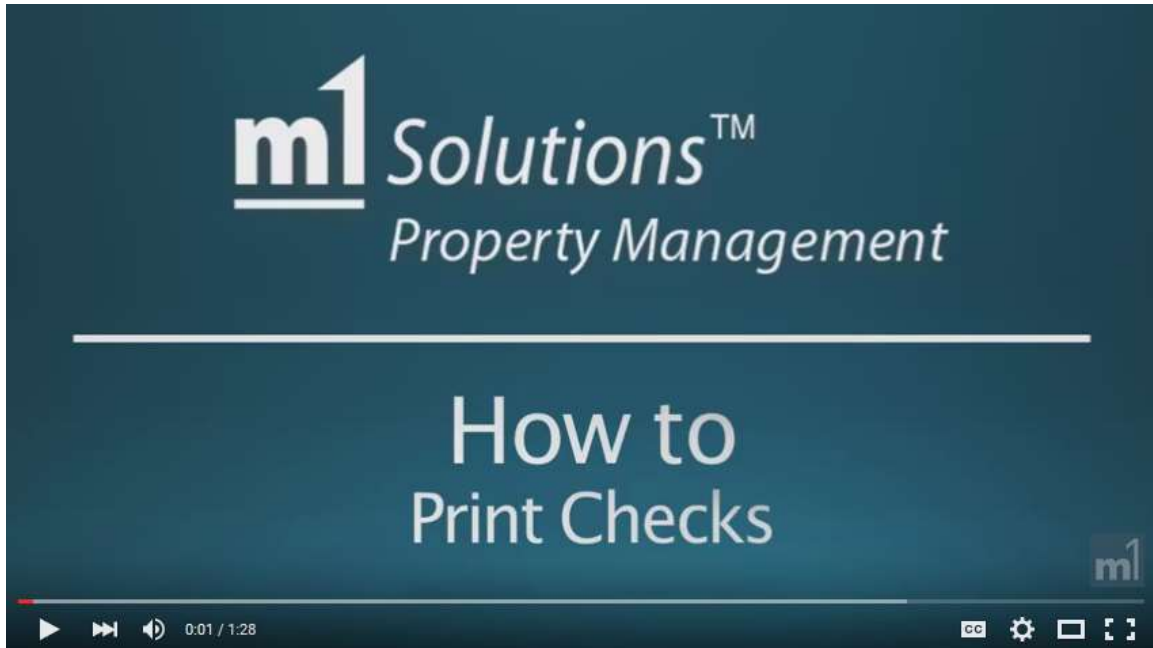 m1 Solutions™
Property Management
How to
Print Checks
m1
0:01 / 1:28
CC